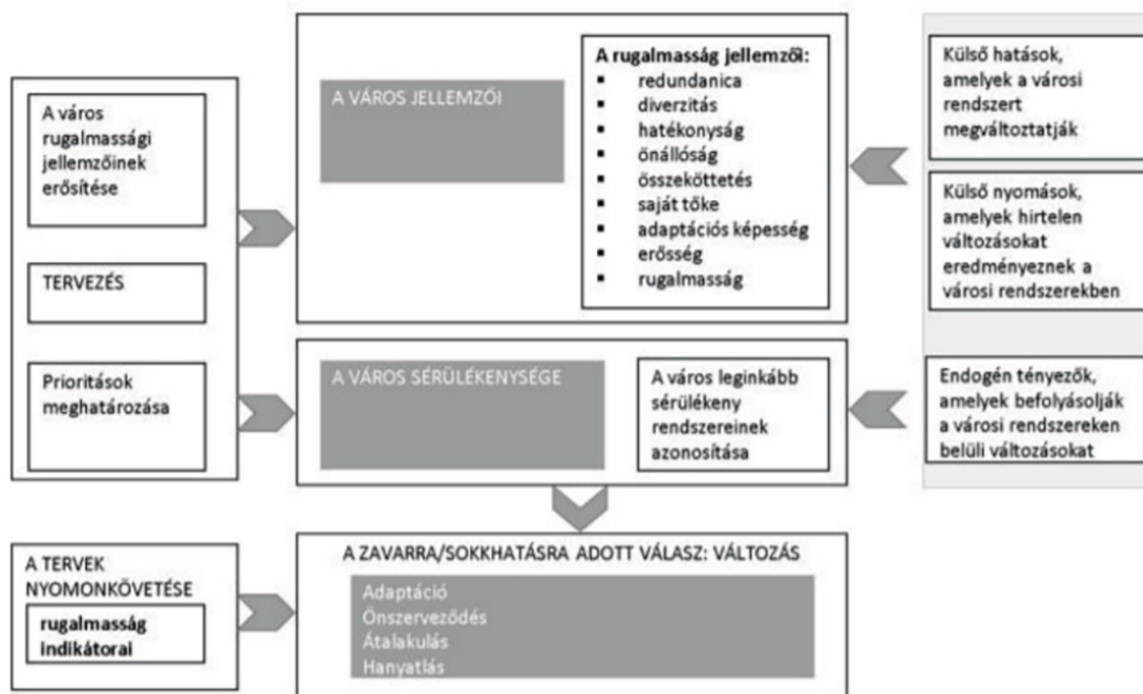 A város
rugalmassági
jellemzőinek
erősítése
TERVEZÉS
Prioritások
meghatározása
A VÁROS JELLEMZŐI
A rugalmasság jellemzői:
▪ redundanica
▪ diverzitás
▪ hatékonyság
▪ önállóság
▪ összeköttetés
▪ saját tőke
▪ adaptációs képesség
▪ erősség
▪ rugalmasság
Külső hatások,
amelyek a városi
rendszert
megváltoztatják
Külső nyomások,
amelyek hirtelen
változásokat
eredményeznek a
városi rendszerekben
A VÁROS SÉRÜLÉKENYSÉGE
A város leginkább
sérülékeny
rendszereinek
azonosítása
Endogén tényezők,
amelyek befolyásolják
a városi rendszereken
belüli változásokat
A TERVEK
NYOMONKÖVETÉSE
rugalmasság
indikátorai
A ZAVARRA/SOKKHATÁSRA ADOTT VÁLASZ: VÁLTOZÁS
Adaptáció
Önszerveződés
Átalakulás
Hanyatlás